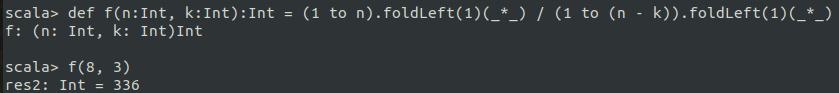 scala> def f(n:Int, k:Int):Int = (1 to n).foldLeft(1)(_*_) / (1 to (n - k)).foldLeft(1)(_*_)
f: (n: Int, k: Int)Int
scala> f(8, 3)
res2: Int = 336